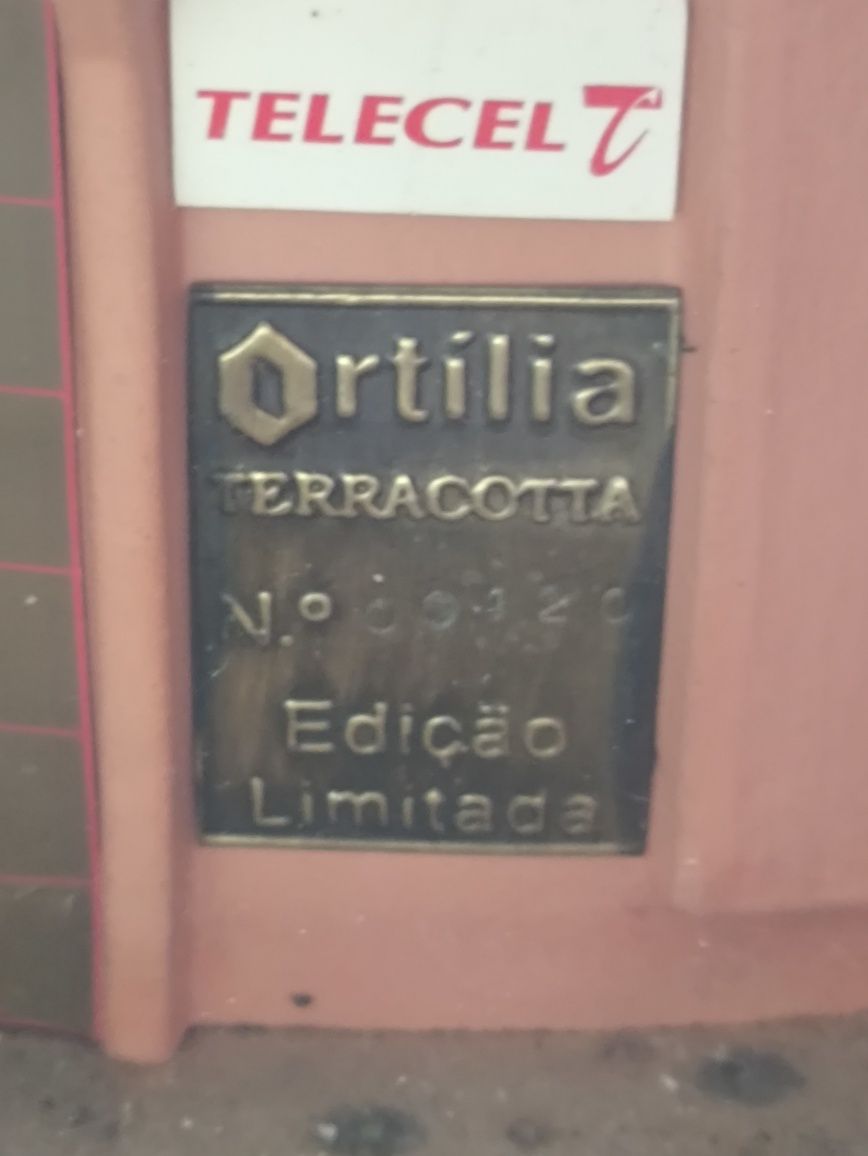 TELECEL
Ortília
TERRACOTTA
N.º
Edição
Limitada